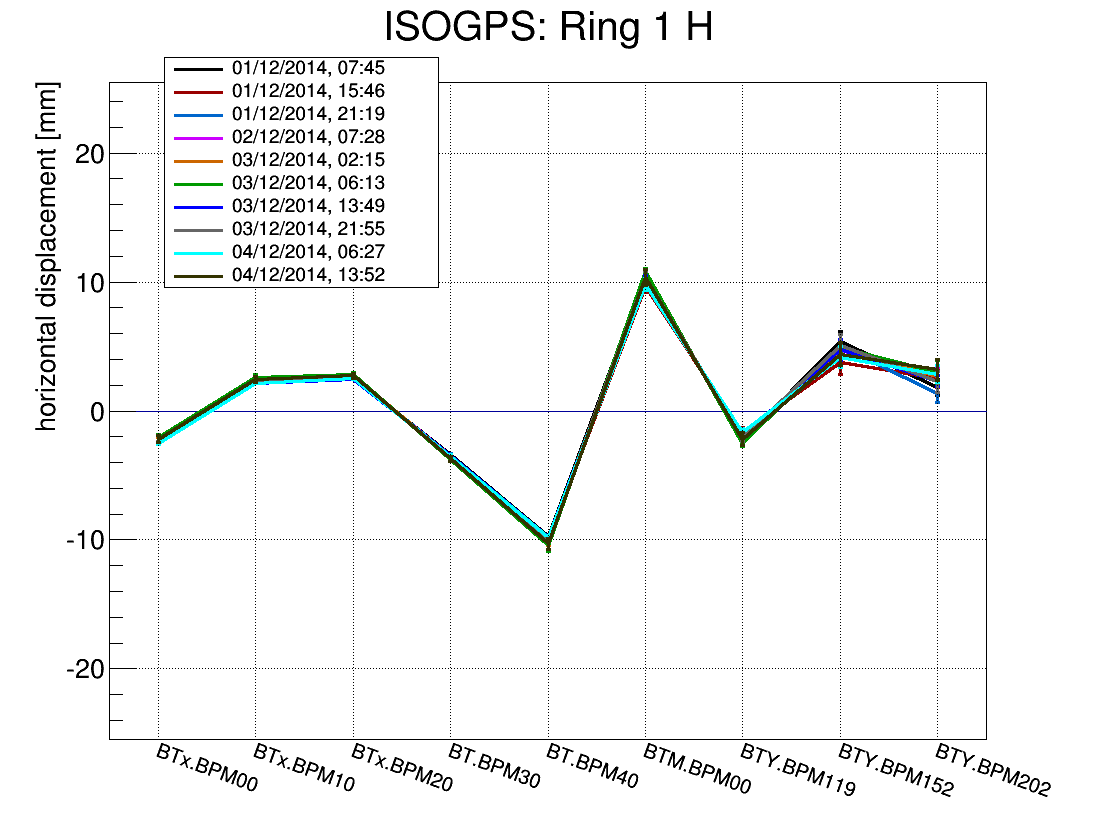 ISOGPS: Ring 1 H
horizontal displacement [mm]
01/12/2014, 07:45
01/12/2014, 15:46
01/12/2014, 21:19
02/12/2014, 07:28
03/12/2014, 02:15
03/12/2014, 06:13
03/12/2014, 13:49
03/12/2014, 21:55
04/12/2014, 06:27
04/12/2014, 13:52
20
10
0
-10
-20
BTx.BPM00
BTx.BPM10
BTx.BPM20
BT.BPM30
BT.BPM40
BTM.BPM00
BTY.BPM119
BTY.BPM152
BTY.BPM202